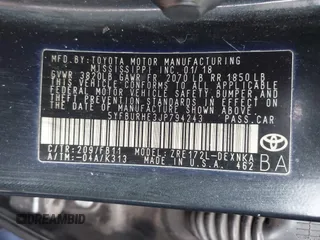 MF'D. BY: TOYOTA MOTOR MANUFACTURING
MISSISSIPPI, INC. 01/18
GVWR 3820LB GAWR FR 2070 LB RR 1850 LB
THIS VEHICLE CONFORMS TO ALL APPLICABLE
FEDERAL MOTOR VEHICLE SAFETY, BUMPER, AND
THEFT PREVENTION STANDARDS IN EFFECT ON
THE DATE OF MANUFACTURE SHOWN ABOVE.
5YFBURHE3JP794243 PASS.CAR
C/TR: 209/FB11 MODEL: ZRE172L-DEXNKA
A/TM: -04A/K313 MADE IN U.S.A. 462
TOYOTA
BA
DREAMBID